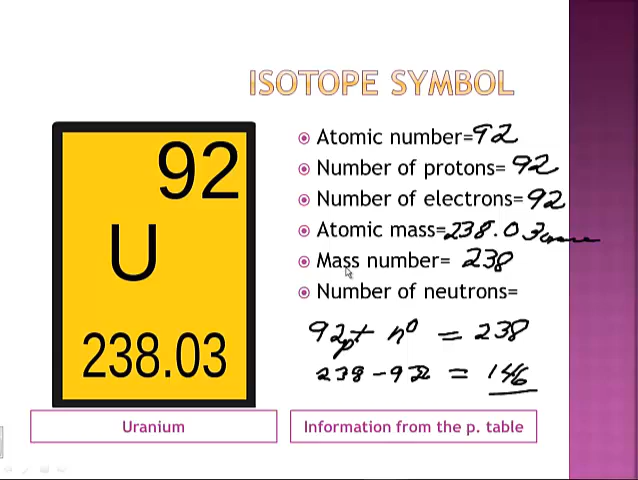 ISOTOPE SYMBOL
92
U
238.03
Uranium
Atomic number=92
Number of protons= 92
Number of electrons=92
Atomic mass=238.03
Mass number= 238
Number of neutrons=
92p + n⁰ = 238
238 - 92 = 146
Information from the p. table